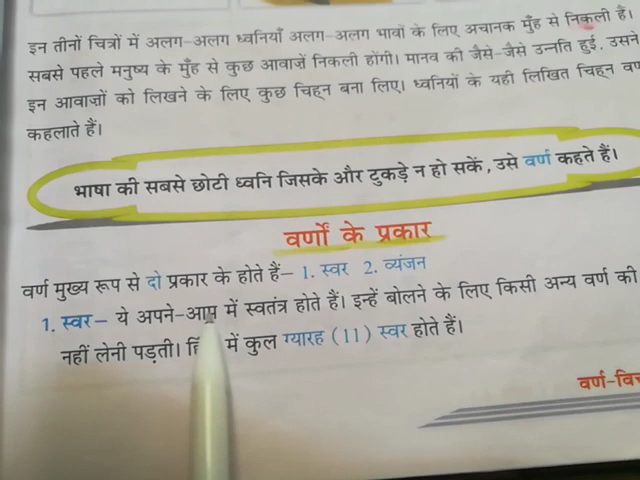 इन तीनों चित्रों में अलग-अलग ध्वनियाँ अलग-अलग भावों के लिए अचानक मुँह से निकली हैं।
सबसे पहले मनुष्य के मुँह से कुछ आवाज़ें निकली होंगी। मानव की जैसे-जैसे उन्नति हुई, उसने
इन आवाज़ों को लिखने के लिए कुछ चिह्न बना लिए। ध्वनियों के यही लिखित चिह्न
कहलाते हैं।
भाषा की सबसे छोटी ध्वनि जिसके और टुकड़े न हो सकें, उसे वर्ण कहते हैं।
वर्णों के प्रकार
वर्ण मुख्य रूप से दो प्रकार के होते हैं– 1. स्वर 2. व्यंजन
1. स्वर – ये अपने-आप में स्वतंत्र होते हैं। इन्हें बोलने के लिए किसी अन्य वर्ण की
नहीं लेनी पड़ती। में कुल ग्यारह (11) स्वर होते हैं।